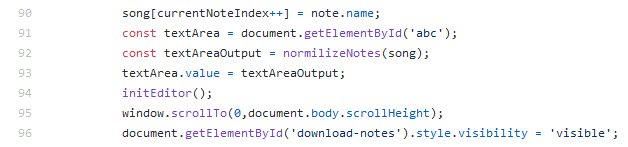 90 song[currentNoteIndex++] = note.name;
91 const textArea = document.getElementById('abc');
92 const textAreaOutput = normilizeNotes(song);
93 textArea.value = textAreaOutput;
94 initEditor();
95 window.scrollTo(0,document.body.scrollHeight);
96 document.getElementById('download-notes').style.visibility = 'visible';